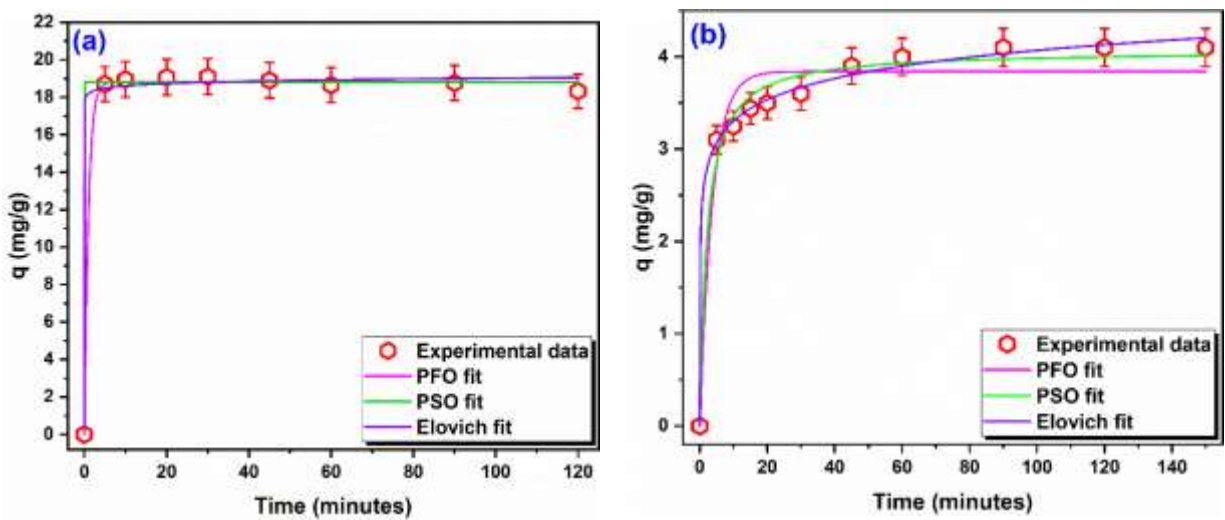 (a)
22
20
18
16
14
12
10
8
6
4
2
0
q (mg/g)
Experimental data
PFO fit
PSO fit
Elovich fit
0 20 40 60 80 100 120
Time (minutes)
(b)
4
3
2
1
0
q (mg/g)
Experimental data
PFO fit
PSO fit
Elovich fit
0 20 40 60 80 100 120 140
Time (minutes)